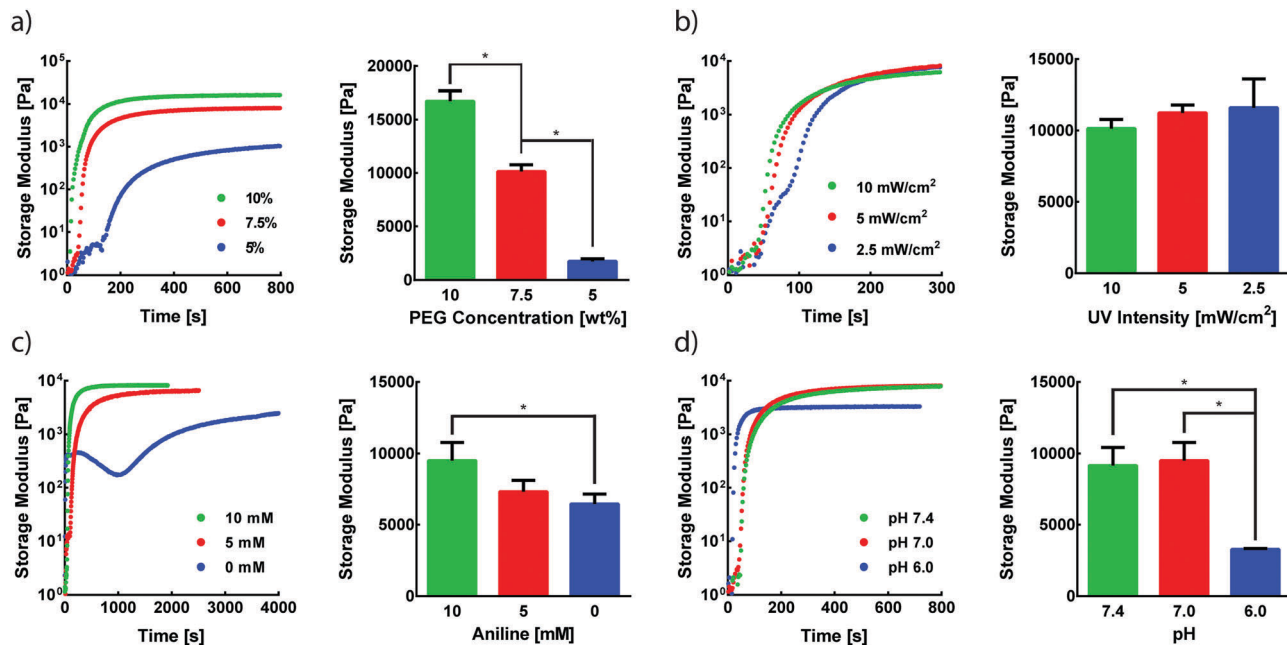 a)
Storage Modulus [Pa]
10⁵
10⁴
10³
10²
10¹
10⁰
0 200 400 600 800
Time [s]
10%
7.5%
5%
Storage Modulus [Pa]
20000
15000
10000
5000
0
*
*
10 7.5 5
PEG Concentration [wt%]
b)
Storage Modulus [Pa]
10⁴
10³
10²
10¹
10⁰
0 100 200 300
Time [s]
10 mW/cm²
5 mW/cm²
2.5 mW/cm²
Storage Modulus [Pa]
15000
10000
5000
0
10 5 2.5
UV Intensity [mW/cm²]
c)
Storage Modulus [Pa]
10⁴
10³
10²
10¹
10⁰
0 1000 2000 3000 4000
Time [s]
10 mM
5 mM
0 mM
Storage Modulus [Pa]
15000
10000
5000
0
*
10 5 0
Aniline [mM]
d)
Storage Modulus [Pa]
10⁴
10³
10²
10¹
10⁰
0 200 400 600 800
Time [s]
pH 7.4
pH 7.0
pH 6.0
Storage Modulus [Pa]
15000
10000
5000
0
*
*
7.4 7.0 6.0
pH